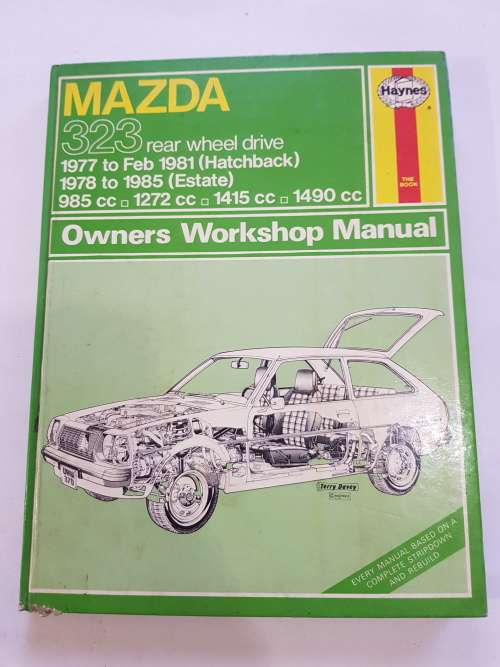 MAZDA
323 rear wheel drive
1977 to Feb 1981 (Hatchback)
1978 to 1985 (Estate)
985 cc □ 1272 cc □ 1415 cc □ 1490 cc
Haynes
®
THE
BOOK
Owners Workshop Manual
Terry Davey
EVERY MANUAL BASED ON A
COMPLETE STRIPDOWN
AND REBUILD